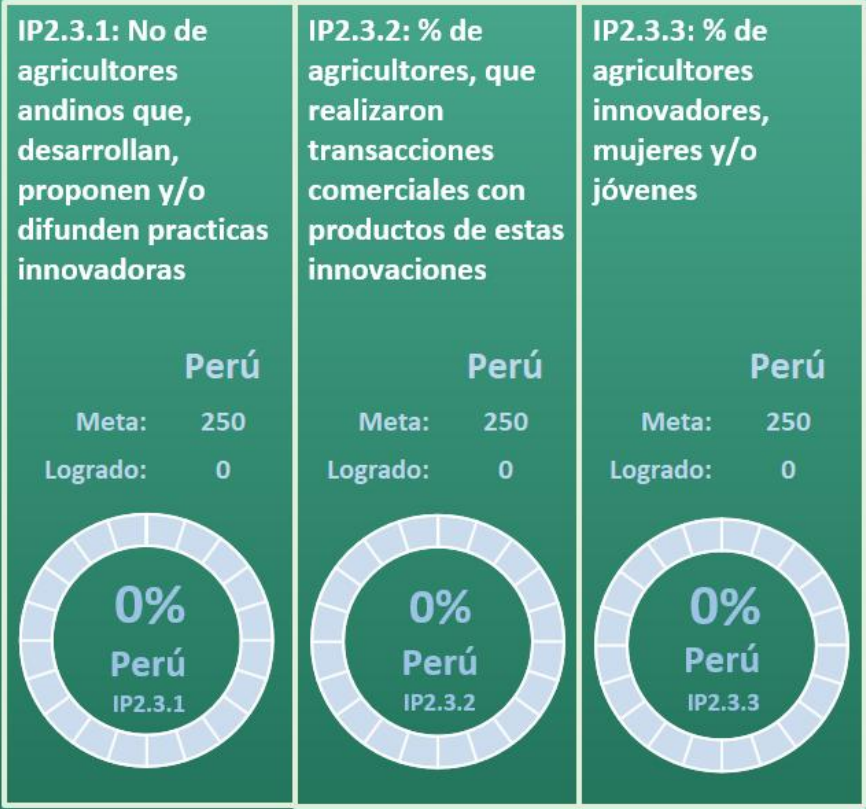 IP2.3.1: No de
agricultores
andinos que,
desarrollan,
proponen y/o
difunden practicas
innovadoras
Perú
Meta: 250
Logrado: 0
0%
Perú
IP2.3.1
IP2.3.2: % de
agricultores, que
realizaron
transacciones
comerciales con
productos de estas
innovaciones
Perú
Meta: 250
Logrado: 0
0%
Perú
IP2.3.2
IP2.3.3: % de
agricultores
innovadores,
mujeres y/o
jóvenes
Perú
Meta: 250
Logrado: 0
0%
Perú
IP2.3.3